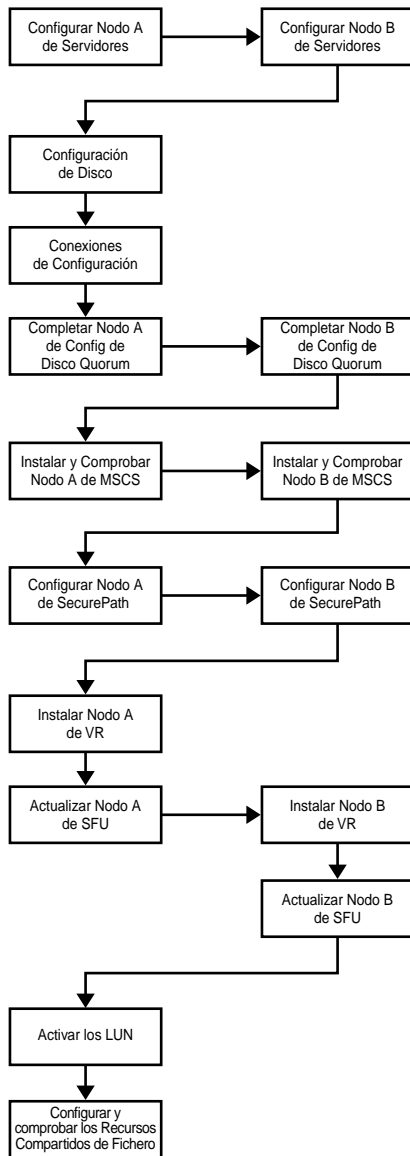 Configurar Nodo A
de Servidores
Configurar Nodo B
de Servidores
Configuración
de Disco
Conexiones
de Configuración
Completar Nodo A
de Config de
Disco Quorum
Completar Nodo B
de Config de
Disco Quorum
Instalar y Comprobar
Nodo A de MSCS
Instalar y Comprobar
Nodo B de MSCS
Configurar Nodo A
de SecurePath
Configurar Nodo B
de SecurePath
Instalar Nodo A
de VR
Actualizar Nodo A
de SFU
Instalar Nodo B
de VR
Actualizar Nodo B
de SFU
Activar los LUN
Configurar y
comprobar los Recursos
Compartidos de Fichero